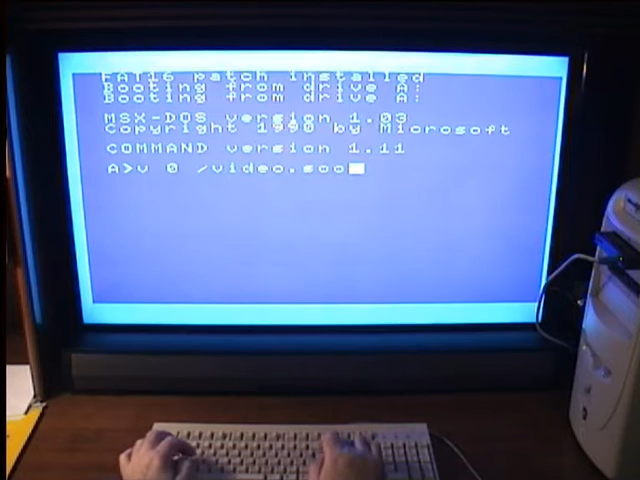 FAT16 patch installed
Booting from drive A:
Booting from drive A:
MSX-DOS version 1.03
Copyright 1990 by Microsoft
COMMAND version 1.11
A>v 0 /video.soo